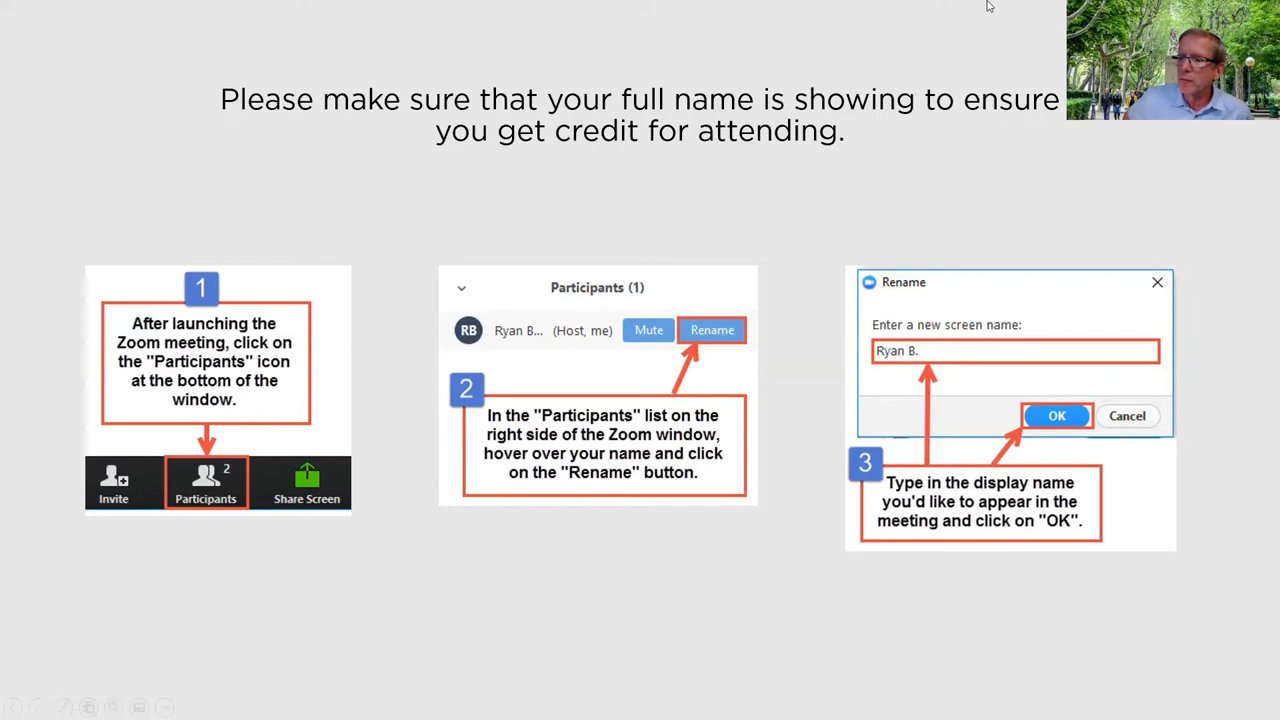 Please make sure that your full name is showing to ensure
you get credit for attending.
1
After launching the
Zoom meeting, click on
the "Participants" icon
at the bottom of the
window.
Invite
Participants
2
Share Screen
Participants (1)
RB
Ryan B...
(Host, me)
Mute
Rename
2
In the "Participants" list on the
right side of the Zoom window,
hover over your name and click
on the "Rename" button.
Rename
Enter a new screen name:
Ryan B.
OK
Cancel
3
Type in the display name
you'd like to appear in the
meeting and click on "OK".